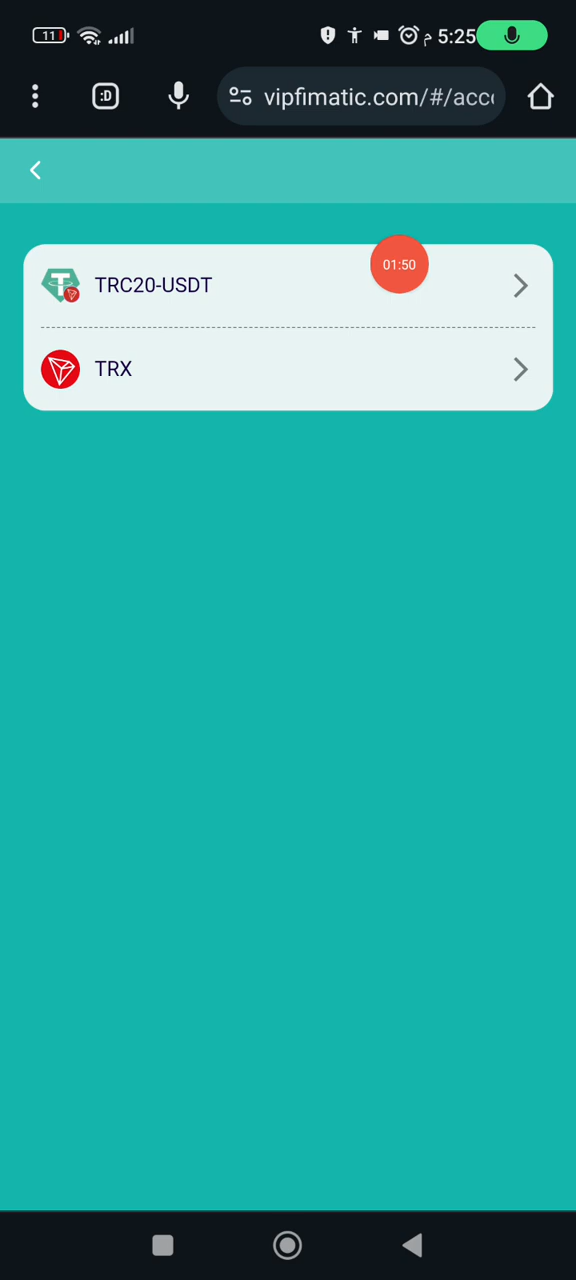 11
م 5:25
:D
vipfimatic.com/#/acc
01:50
TRC20-USDT
TRX